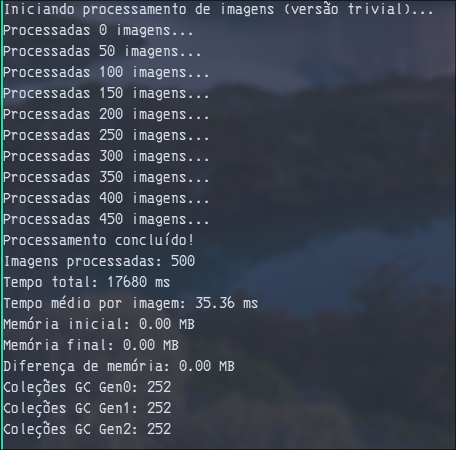 Iniciando processamento de imagens (versão trivial)...
Processadas 0 imagens...
Processadas 50 imagens...
Processadas 100 imagens...
Processadas 150 imagens...
Processadas 200 imagens...
Processadas 250 imagens...
Processadas 300 imagens...
Processadas 350 imagens...
Processadas 400 imagens...
Processadas 450 imagens...
Processamento concluído!
Imagens processadas: 500
Tempo total: 17680 ms
Tempo médio por imagem: 35.36 ms
Memória inicial: 0.00 MB
Memória final: 0.00 MB
Diferença de memória: 0.00 MB
Coleções GC Gen0: 252
Coleções GC Gen1: 252
Coleções GC Gen2: 252